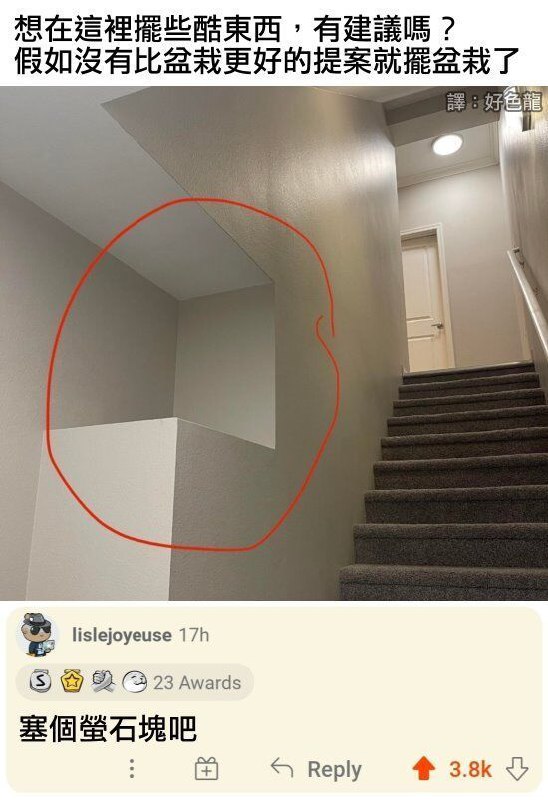 想在這裡擺些酷東西，有建議嗎？
假如沒有比盆栽更好的提案就擺盆栽了
譯：好色龍
lislejoyeuse 17h
23 Awards
塞個螢石塊吧
Reply 3.8k